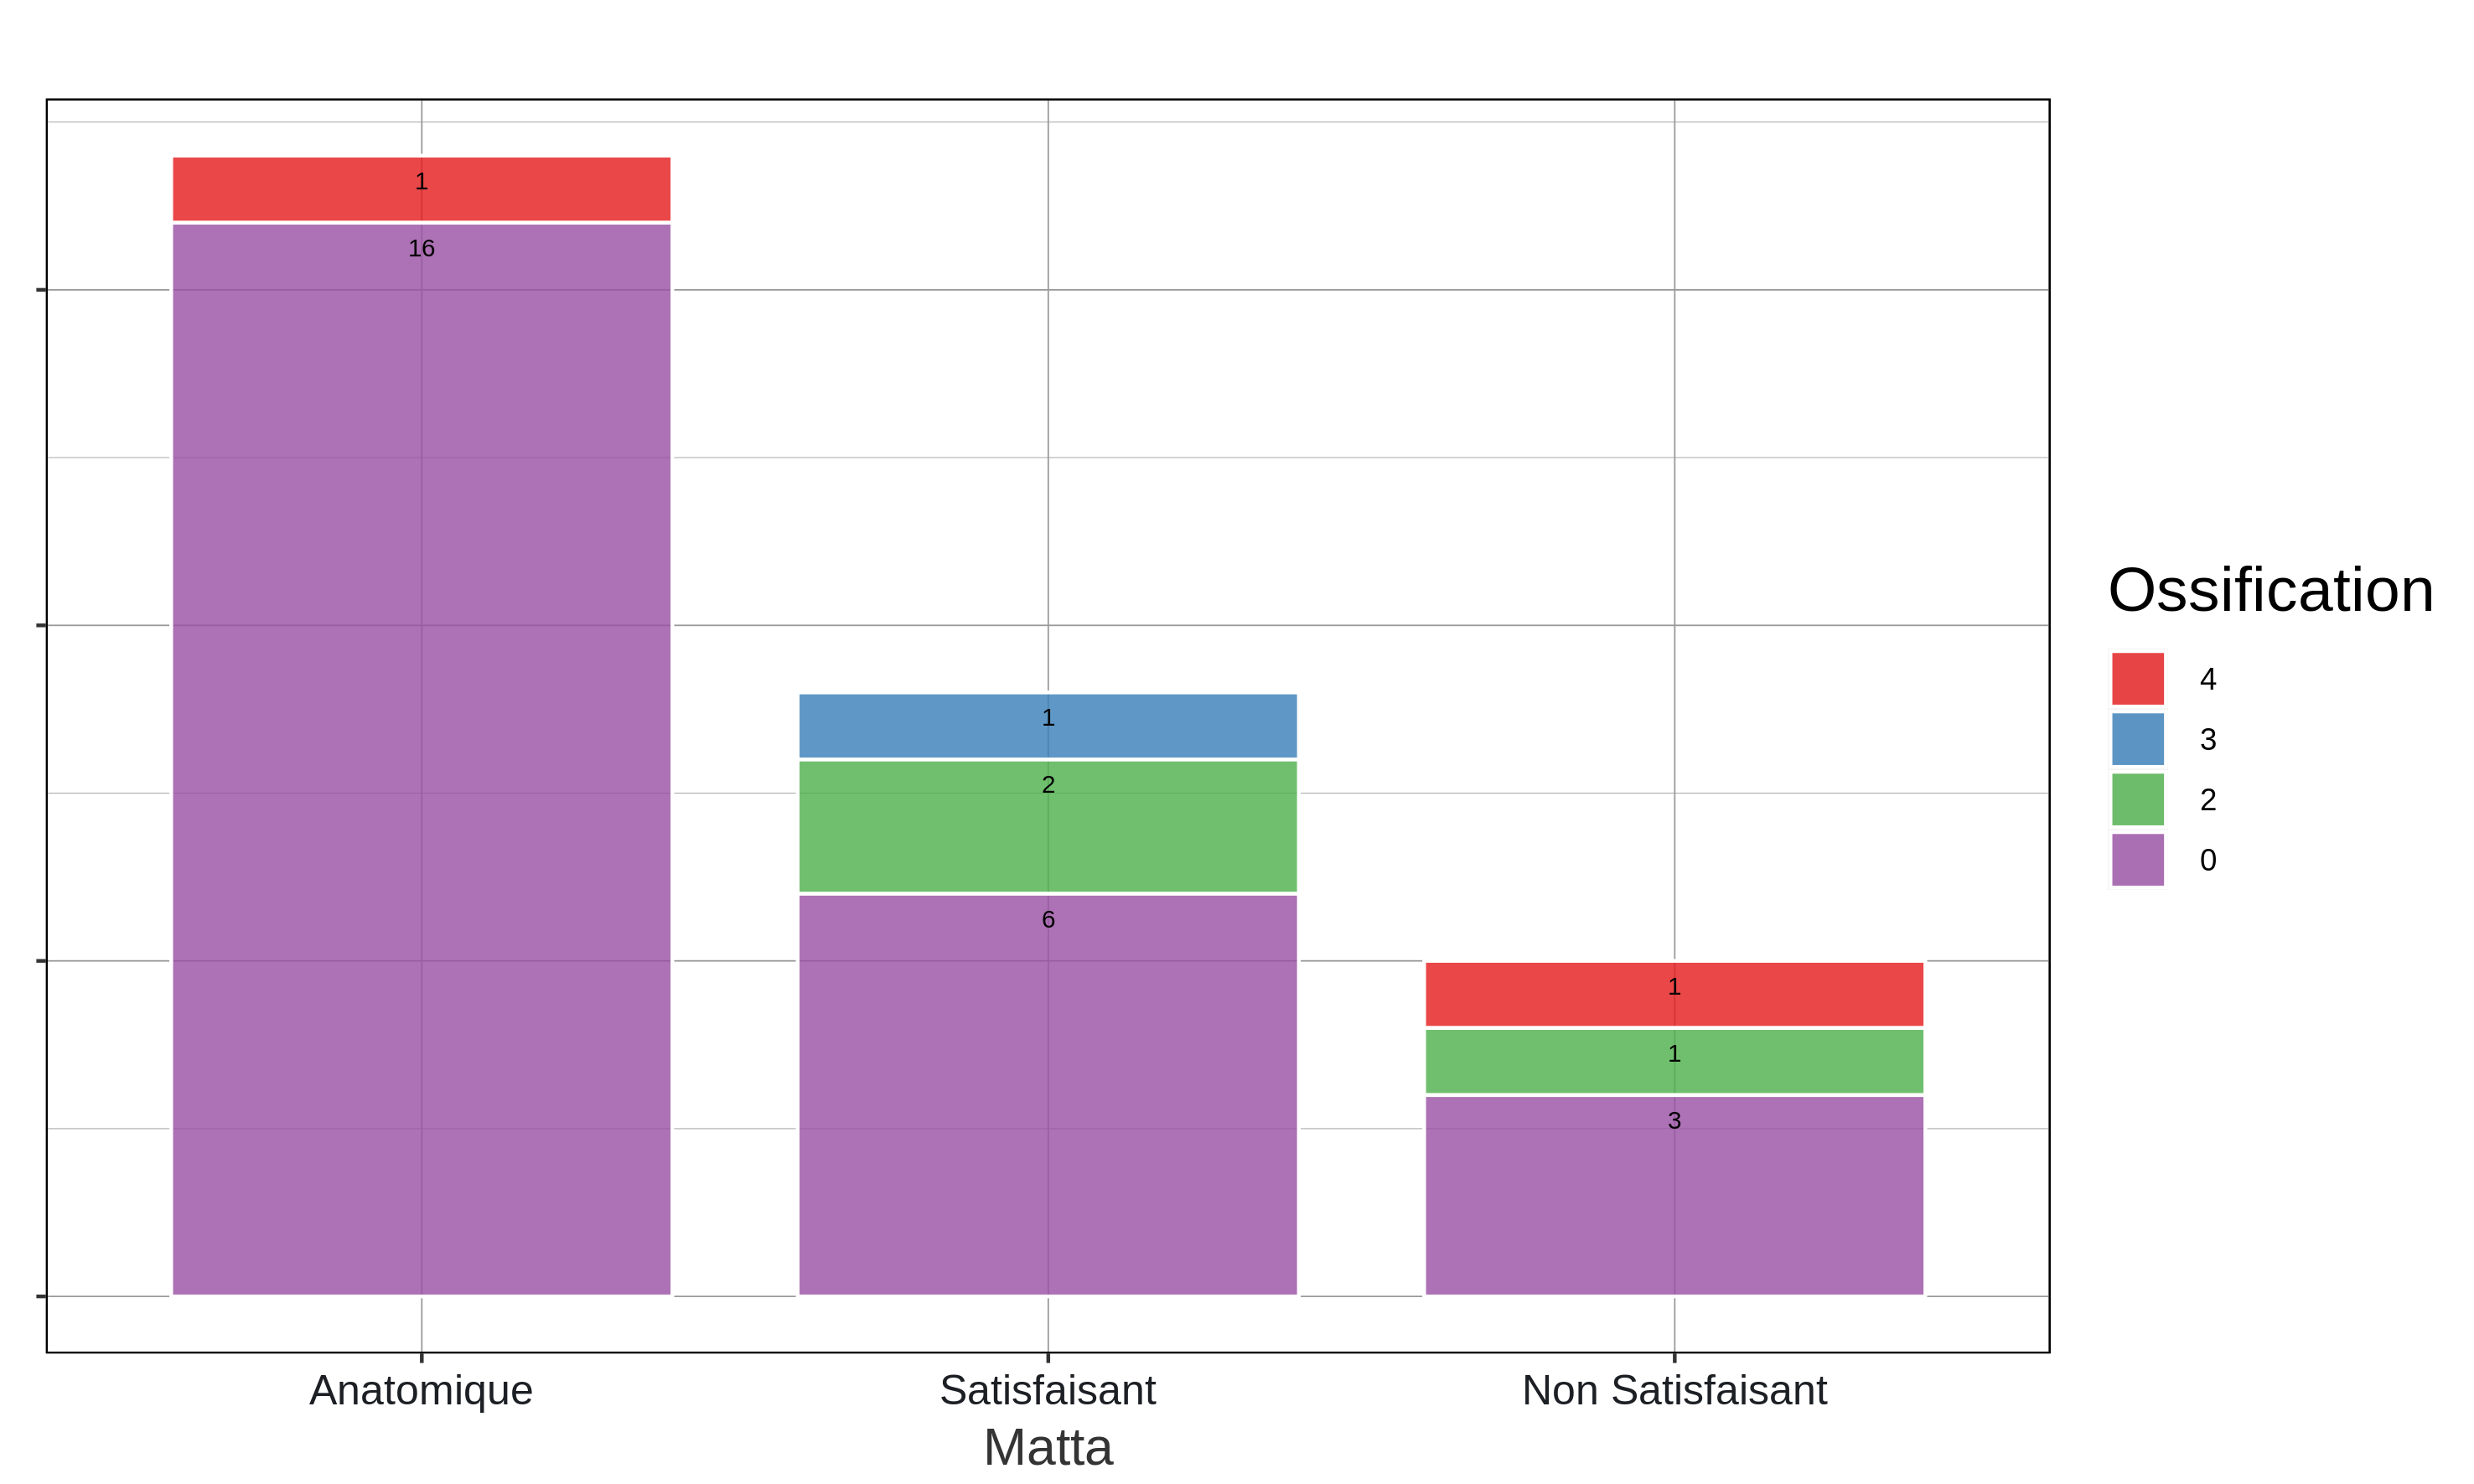 1
16
1
2
6
1
1
3
Anatomique
Satisfaisant
Non Satisfaisant
Matta
Ossification
4
3
2
0